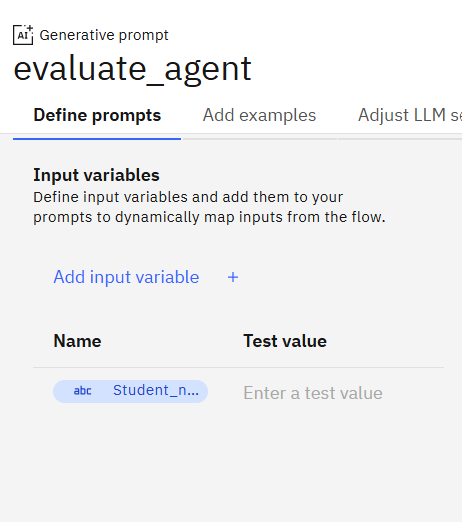 AI Generative prompt
evaluate_agent
Define prompts Add examples Adjust LLM se
Input variables
Define input variables and add them to your
prompts to dynamically map inputs from the flow.
Add input variable +
Name Test value
abc Student_n... Enter a test value